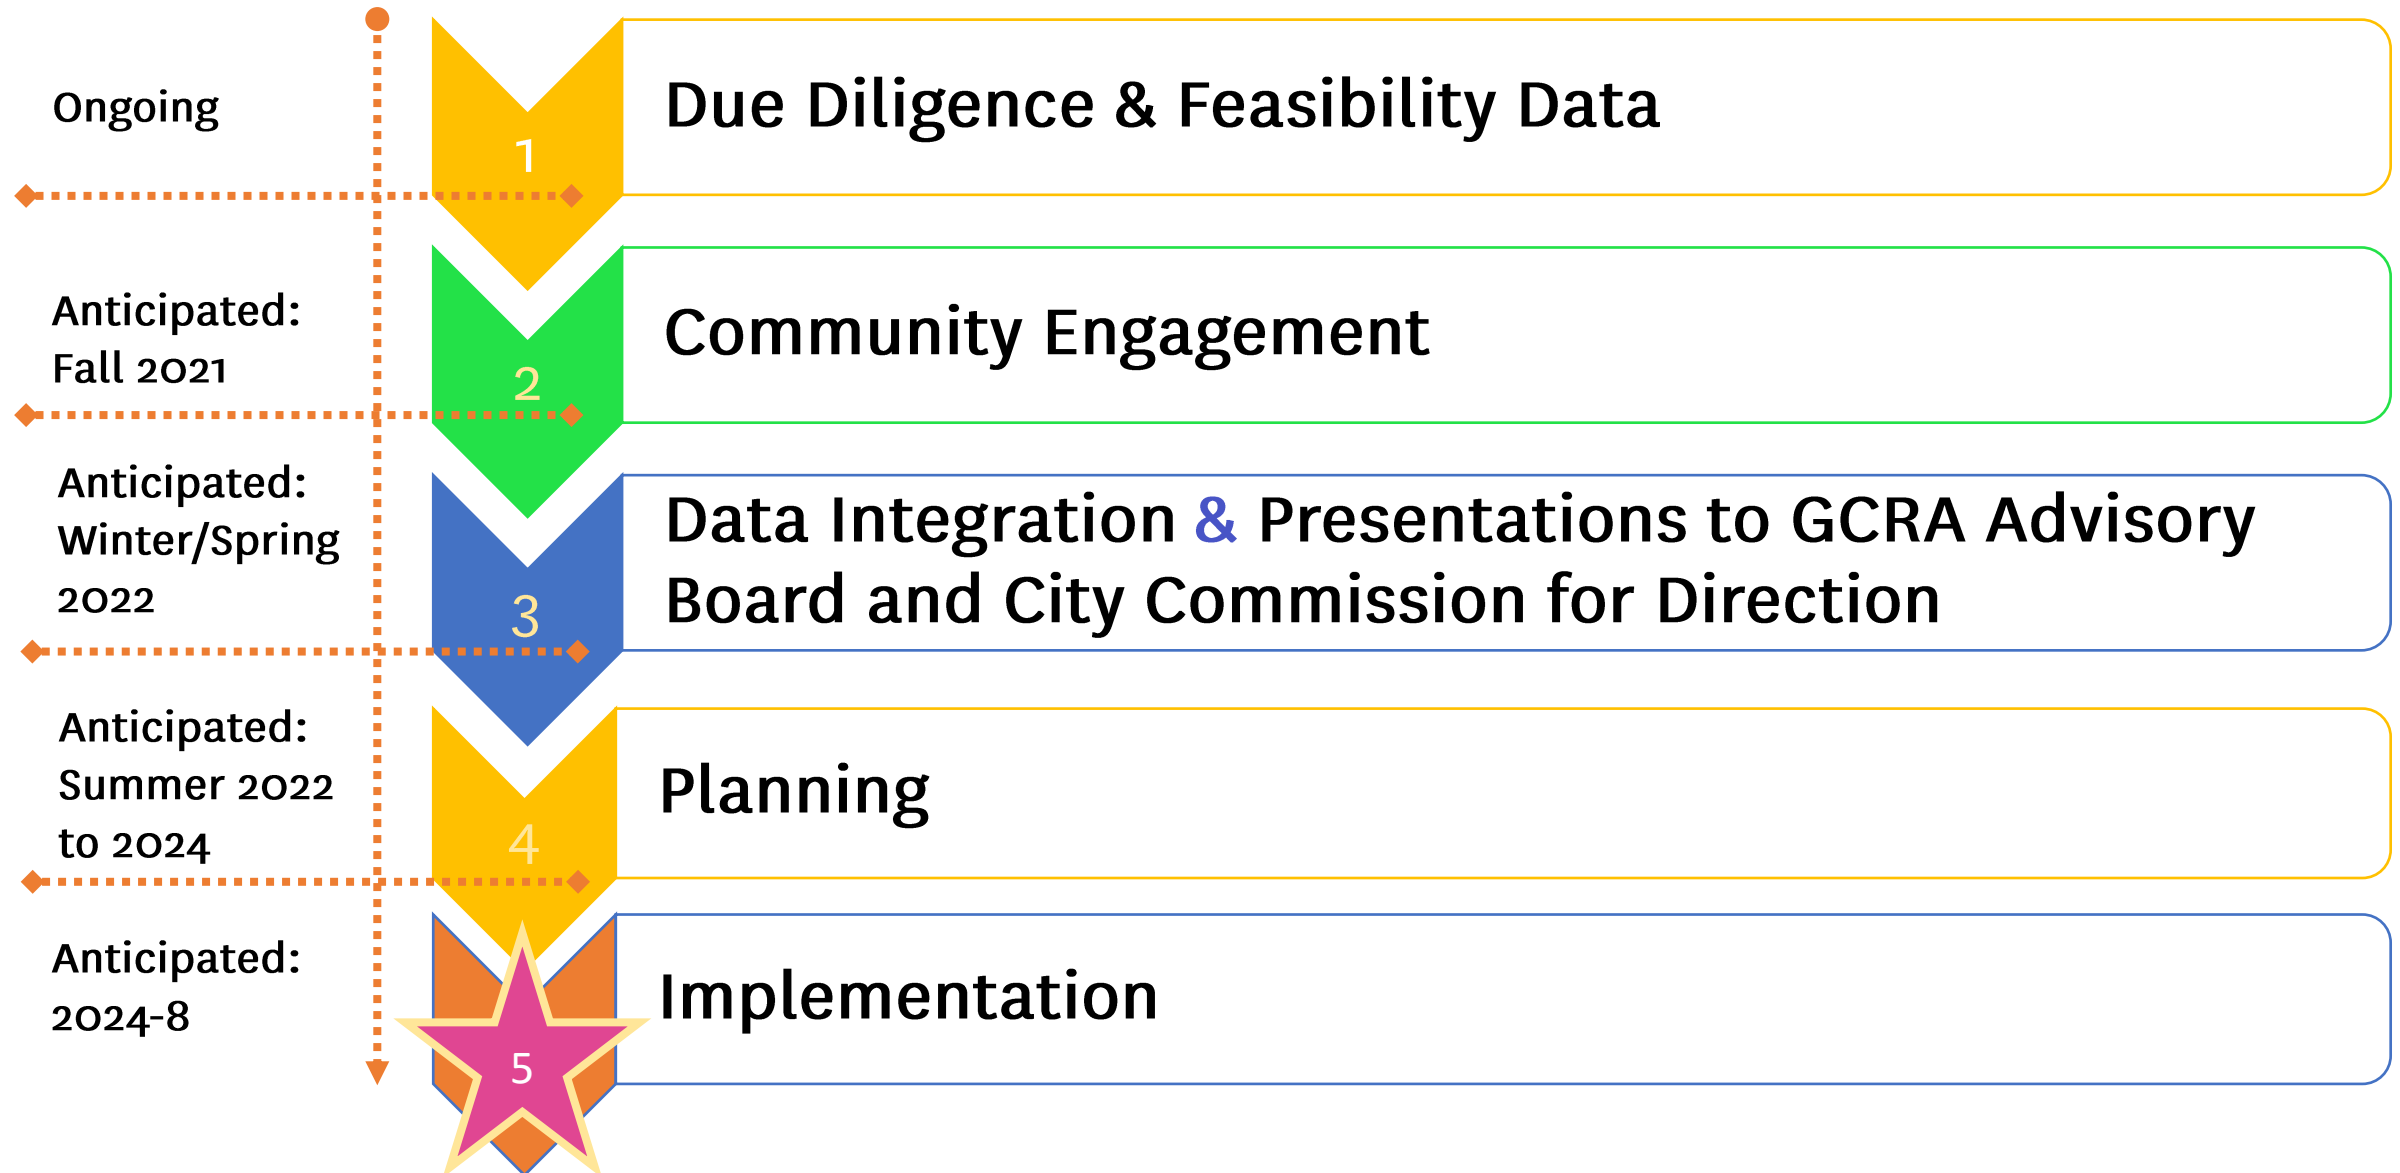 Ongoing
1
Due Diligence & Feasibility Data
Anticipated:
Fall 2021
2
Community Engagement
Anticipated:
Winter/Spring
2022
3
Data Integration & Presentations to GCRA Advisory
Board and City Commission for Direction
Anticipated:
Summer 2022
to 2024
4
Planning
Anticipated:
2024-8
5
Implementation